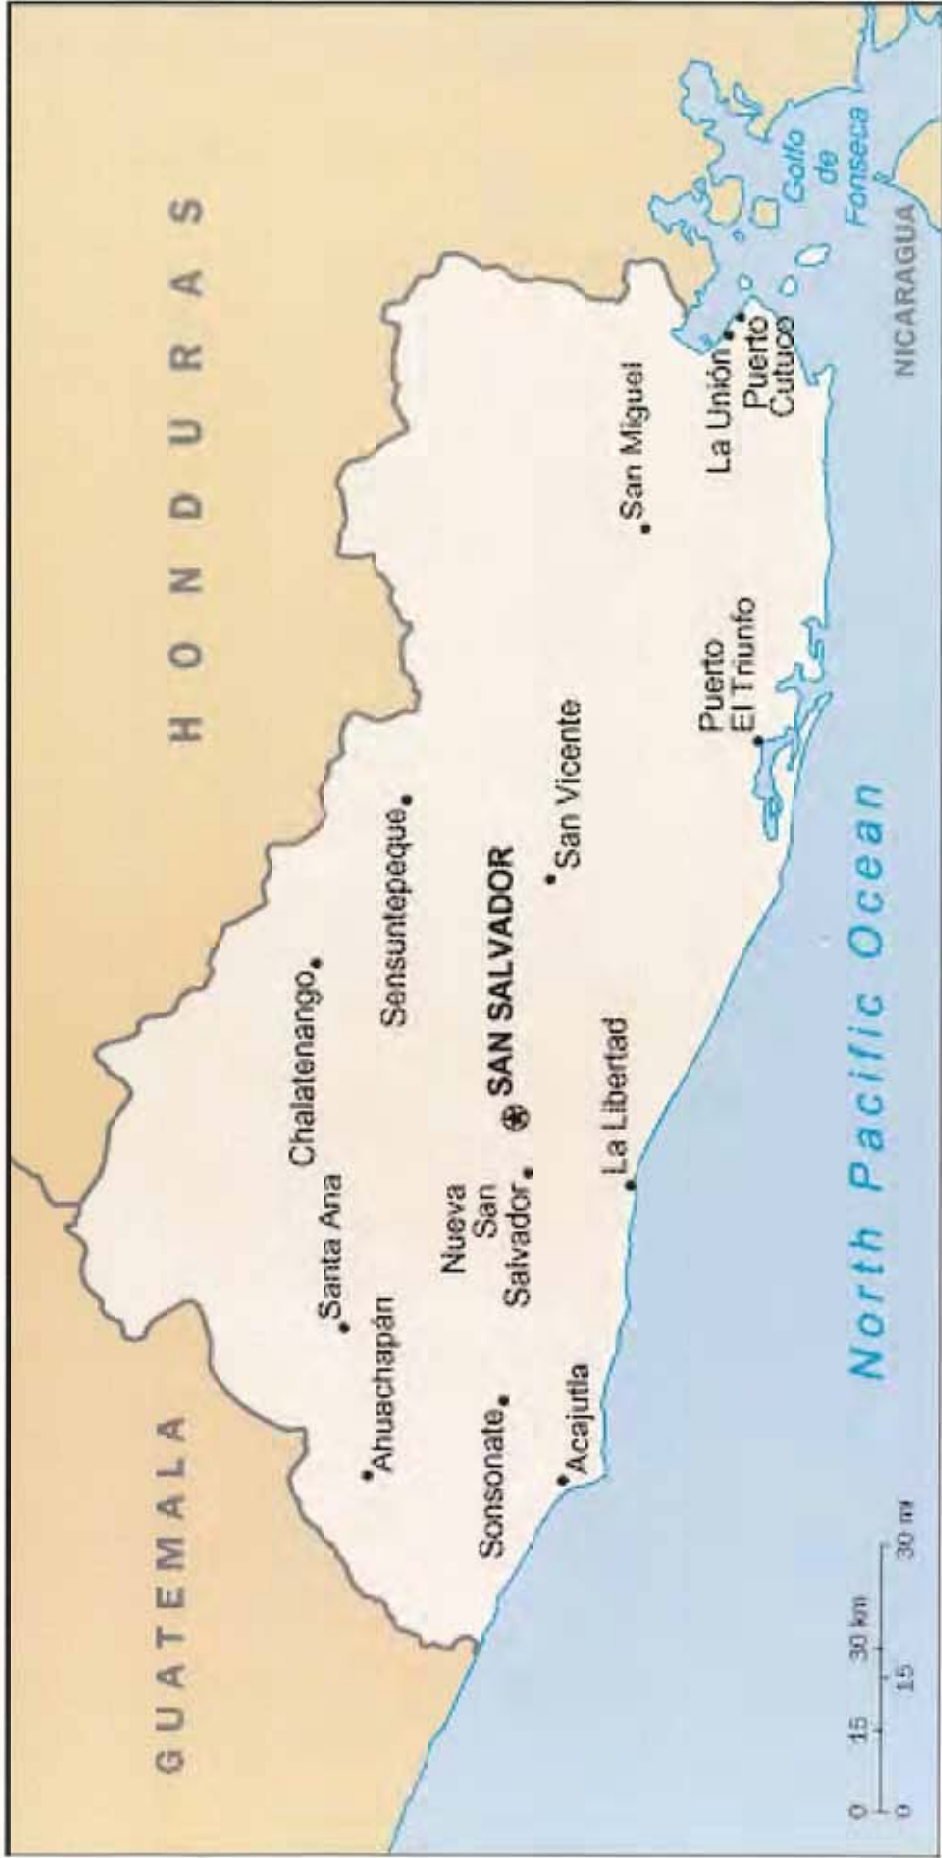 HONDURAS
GUATEMALA
Chalatenango
Santa Ana
Ahuachapán
Sensuntepeque
Nueva
San
Salvador
SAN SALVADOR
Sonsonate
San Vicente
Acajutla
La Libertad
San Miguel
Puerto
El Triunfo
La Unión
Puerto
Cutuco
Golfo
de
Fonseca
NICARAGUA
North Pacific Ocean
0 15 30 km
0 15 30 mi